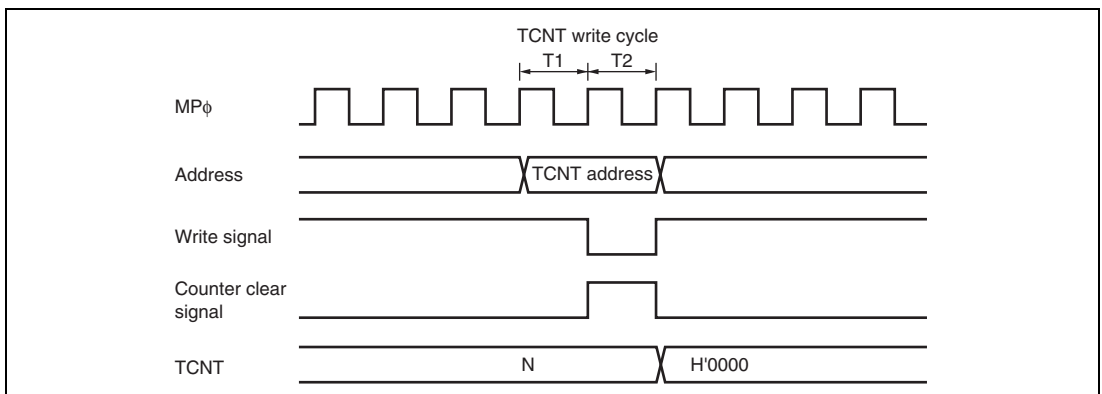 TCNT write cycle
T1 T2
MPϕ
Address
TCNT address
Write signal
Counter clear
signal
TCNT
N
H'0000